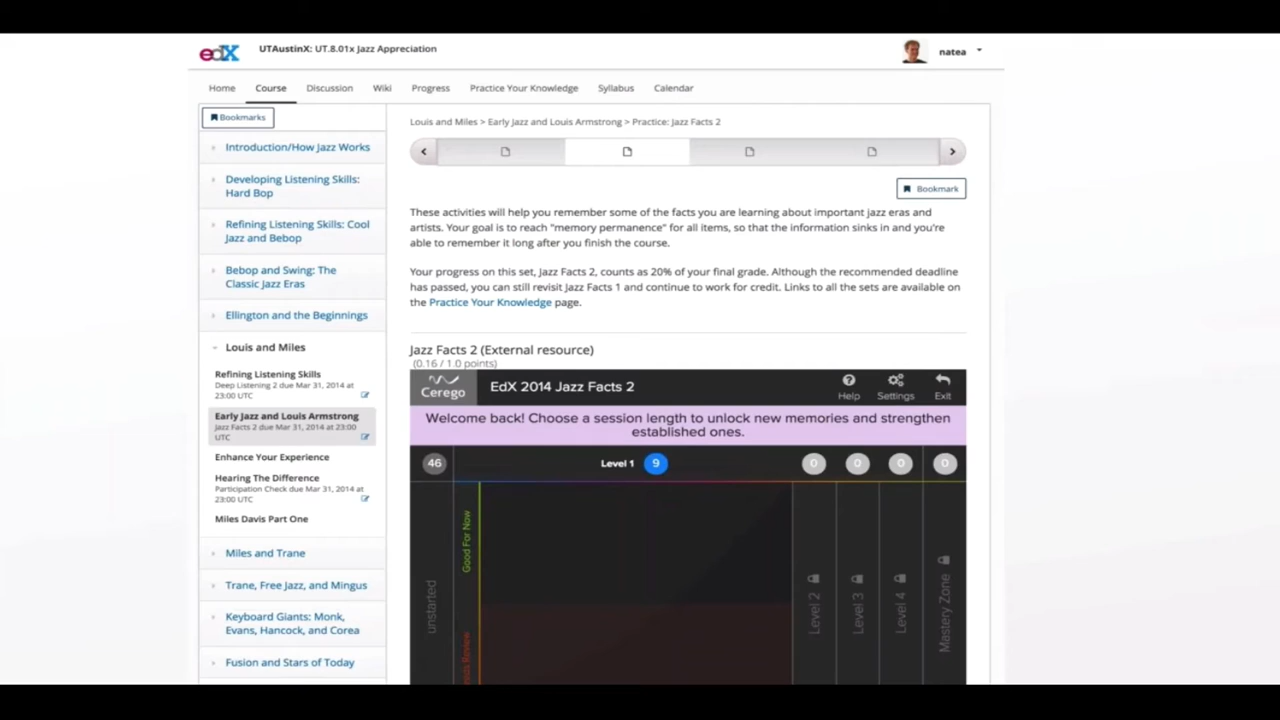 edX
UTAustinX: UT.8.01x Jazz Appreciation
natea
Home
Course
Discussion
Wiki
Progress
Practice Your Knowledge
Syllabus
Calendar
Bookmarks
Introduction/How Jazz Works
Developing Listening Skills:
Hard Bop
Refining Listening Skills: Cool
Jazz and Bebop
Bebop and Swing: The
Classic Jazz Eras
Ellington and the Beginnings
Louis and Miles
Refining Listening Skills
Deep Listening 2 due Mar 31, 2014 at
23:00 UTC
Early Jazz and Louis Armstrong
Jazz Facts 2 due Mar 31, 2014 at 23:00
UTC
Enhance Your Experience
Hearing The Difference
Participation Check due Mar 31, 2014 at
23:00 UTC
Miles Davis Part One
Miles and Trane
Trane, Free Jazz, and Mingus
Keyboard Giants: Monk,
Evans, Hancock, and Corea
Fusion and Stars of Today
Louis and Miles > Early Jazz and Louis Armstrong > Practice: Jazz Facts 2
Bookmark
These activities will help you remember some of the facts you are learning about important jazz eras and
artists. Your goal is to reach "memory permanence" for all items, so that the information sinks in and you're
able to remember it long after you finish the course.
Your progress on this set, Jazz Facts 2, counts as 20% of your final grade. Although the recommended deadline
has passed, you can still revisit Jazz Facts 1 and continue to work for credit. Links to all the sets are available on
the Practice Your Knowledge page.
Jazz Facts 2 (External resource)
(0.16 / 1.0 points)
Cerego
EdX 2014 Jazz Facts 2
Help
Settings
Exit
Welcome back! Choose a session length to unlock new memories and strengthen
established ones.
46
Level 1
9
0
0
0
0
unstarted
Good For Now
Review
Level 2
Level 3
Level 4
Mastery Zone